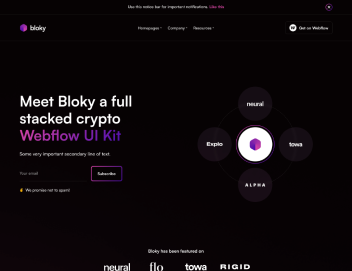 Use this notice bar for important notifications. Like this
bloky
Homepages Company Resources
Get on Webflow
neural
Meet Bloky a full
stacked crypto
Webflow UI Kit
Explo
towa
Some very important secondary line of text.
Your email
Subscribe
We promise not to spam!
ALPHA
Bloky has been featured on
neural flo towa RIGID